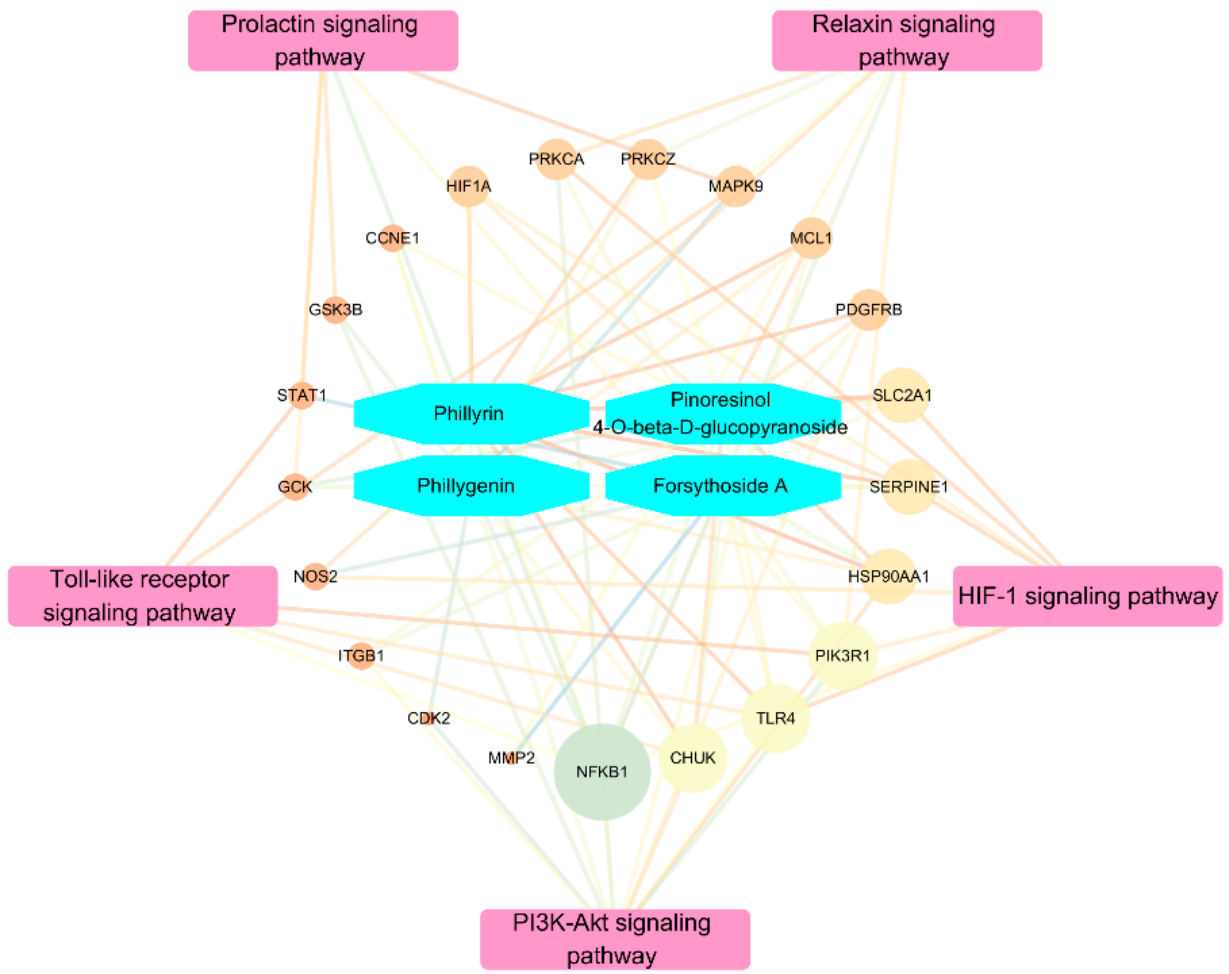 Prolactin signaling
pathway
Relaxin signaling
pathway
PRKCA
PRKCZ
HIF1A
MAPK9
CCNE1
MCL1
GSK3B
PDGFRB
STAT1
SLC2A1
Phillyrin
Pinoresinol
4-O-beta-D-glucopyranoside
GCK
Phillygenin
Forsythoside A
SERPINE1
Toll-like receptor
signaling pathway
NOS2
HSP90AA1
HIF-1 signaling pathway
ITGB1
PIK3R1
CDK2
TLR4
MMP2
NFKB1
CHUK
PI3K-Akt signaling
pathway